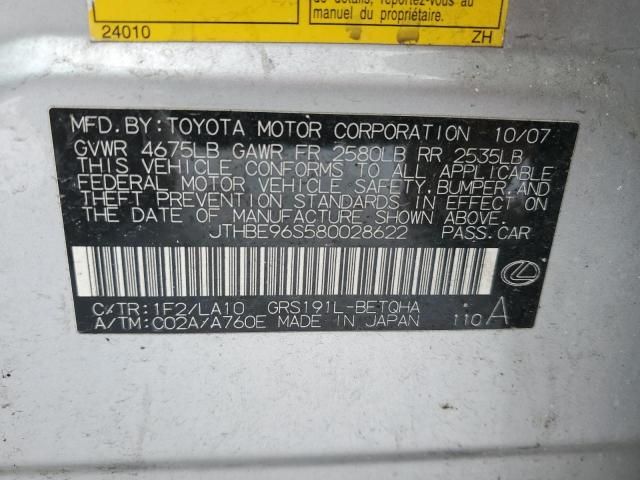 de détails, reportez-vous au
manuel du propriétaire.
24010 ZH
MFD. BY: TOYOTA MOTOR CORPORATION 10/07
GVWR 4675LB GAWR FR 2580LB RR 2535LB
THIS VEHICLE CONFORMS TO ALL APPLICABLE
FEDERAL MOTOR VEHICLE SAFETY, BUMPER, AND
THEFT PREVENTION STANDARDS IN EFFECT ON
THE DATE OF MANUFACTURE SHOWN ABOVE.
JTHBE96S580028622 PASS. CAR
C/TR: 1F2/LA10 GRS191L-BETQHA
A/TM: C02A/A760E MADE IN JAPAN 110 A